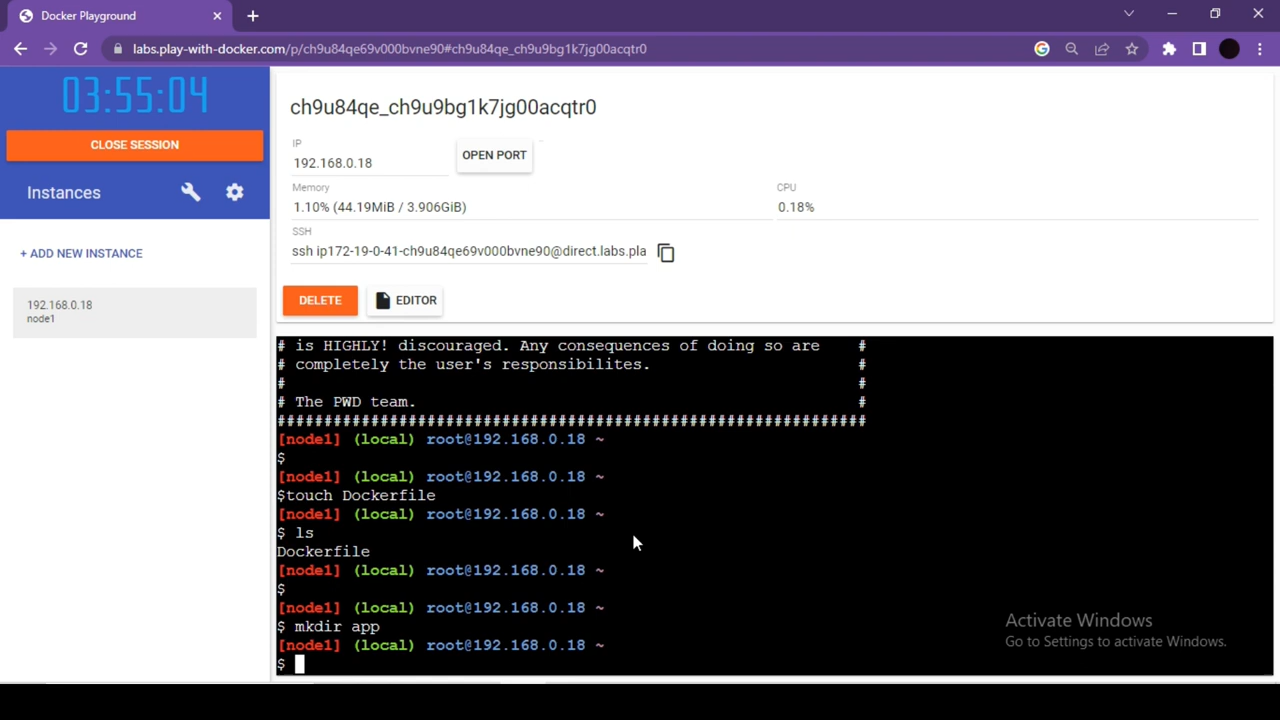 Docker Playground
labs.play-with-docker.com/p/ch9u84qe69v000bvne90#ch9u84qe_ch9u9bg1k7jg00acqtr0
03:55:04
CLOSE SESSION
Instances
+ ADD NEW INSTANCE
192.168.0.18
node1
ch9u84qe_ch9u9bg1k7jg00acqtr0
IP
192.168.0.18
OPEN PORT
Memory
1.10% (44.19MiB / 3.906GiB)
CPU
0.18%
SSH
ssh ip172-19-0-41-ch9u84qe69v000bvne90@direct.labs.pla
DELETE
EDITOR
# is HIGHLY! discouraged. Any consequences of doing so are #
# completely the user's responsibilites. #
# #
# The PWD team. #
###############################################################
[node1] (local) root@192.168.0.18 ~
$
[node1] (local) root@192.168.0.18 ~
$touch Dockerfile
[node1] (local) root@192.168.0.18 ~
$ ls
Dockerfile
[node1] (local) root@192.168.0.18 ~
$
[node1] (local) root@192.168.0.18 ~
$ mkdir app
[node1] (local) root@192.168.0.18 ~
$
Activate Windows
Go to Settings to activate Windows.